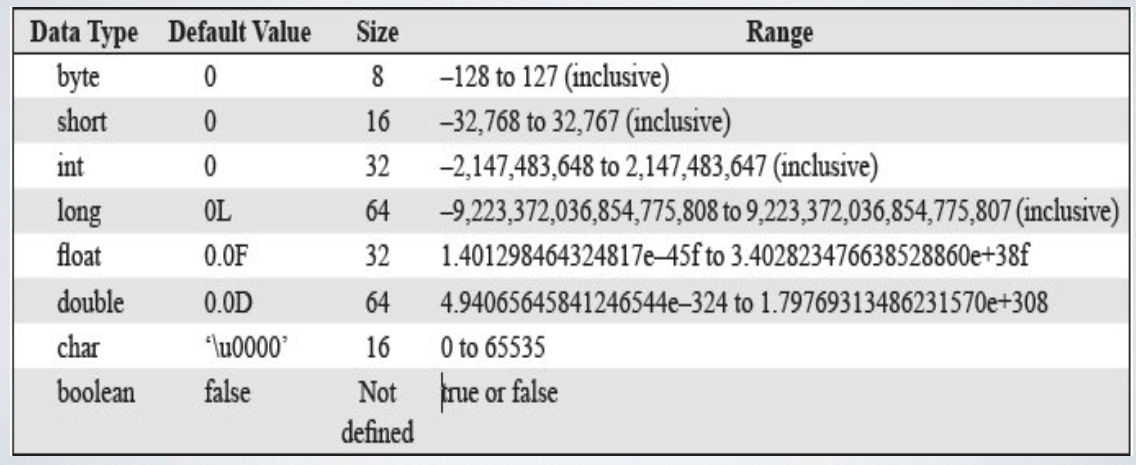 Data Type Default Value Size Range
byte 0 8 –128 to 127 (inclusive)
short 0 16 –32,768 to 32,767 (inclusive)
int 0 32 –2,147,483,648 to 2,147,483,647 (inclusive)
long 0L 64 –9,223,372,036,854,775,808 to 9,223,372,036,854,775,807 (inclusive)
float 0.0F 32 1.401298464324817e–45f to 3.402823476638528860e+38f
double 0.0D 64 4.94065645841246544e–324 to 1.79769313486231570e+308
char ‘\u0000’ 16 0 to 65535
boolean false Not true or false
defined